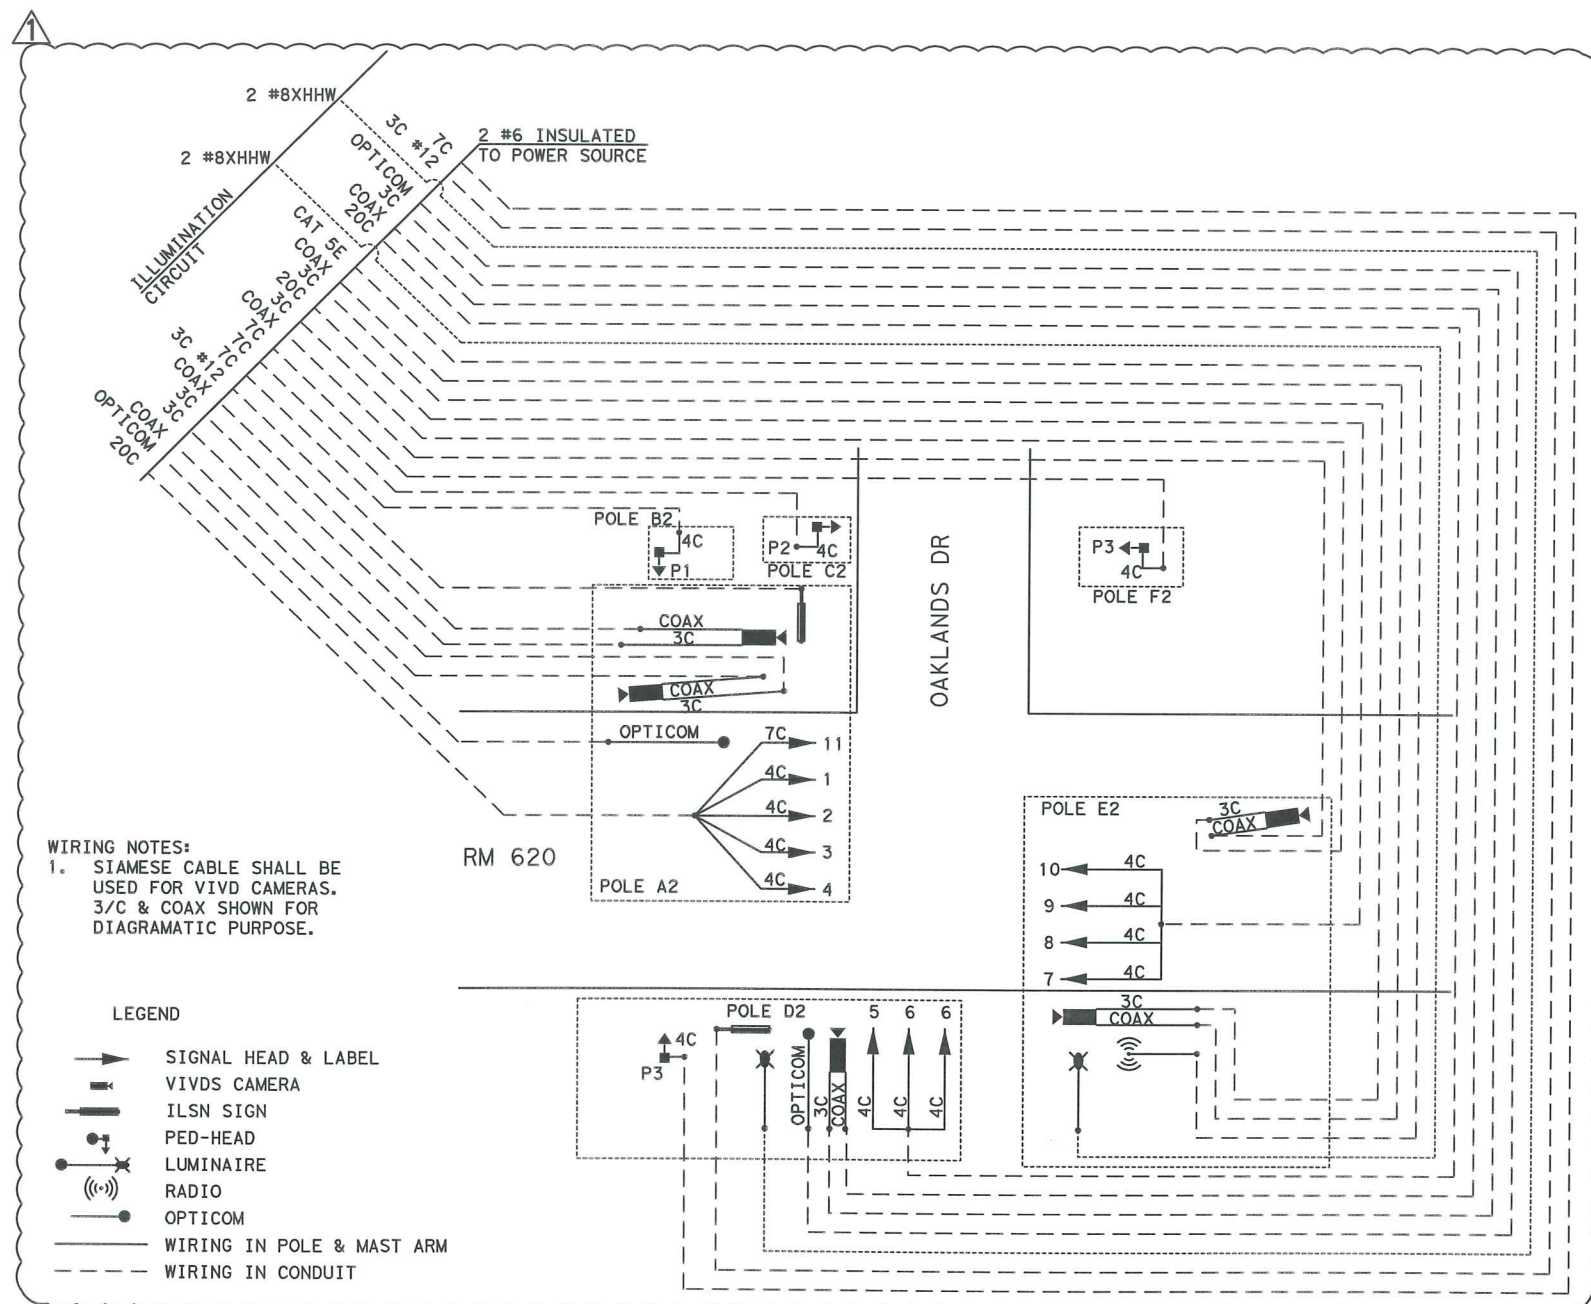 1
2 #8XHHW
2 #8XHHW
ILLUMINATION
CIRCUIT
2 #6 INSULATED
TO POWER SOURCE
7C
3C #12
OPTICOM
3C
COAX
20C
CAT 5E
COAX
3C
20C
3C
COAX
7C
7C
7C
3C #12
COAX
3C
3C
COAX
OPTICOM
20C
POLE B2
4C
P1
P2
4C
POLE C2
P3
4C
POLE F2
OAKLANDS DR
COAX
3C
COAX
3C
OPTICOM
7C
11
4C
1
4C
2
4C
3
4C
4
POLE A2
RM 620
POLE E2
3C
COAX
10
4C
9
4C
8
4C
7
4C
3C
COAX
POLE D2
4C
P3
OPTICOM
3C
COAX
5
6
6
4C
4C
4C
WIRING NOTES:
1. SIAMESE CABLE SHALL BE
USED FOR VIVD CAMERAS.
3/C & COAX SHOWN FOR
DIAGRAMATIC PURPOSE.
LEGEND
SIGNAL HEAD & LABEL
VIVDS CAMERA
ILSN SIGN
PED-HEAD
LUMINAIRE
RADIO
OPTICOM
WIRING IN POLE & MAST ARM
WIRING IN CONDUIT